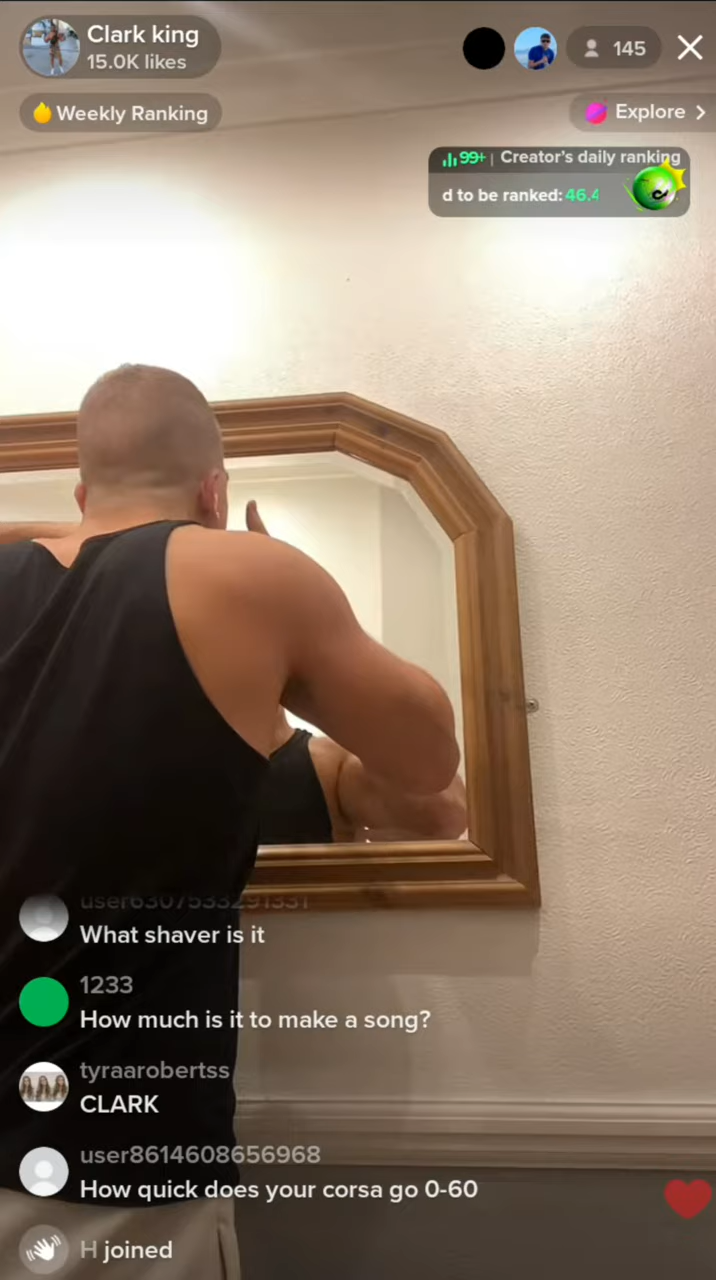 Clark king
15.0K likes
145
Weekly Ranking
Explore
99+ | Creator's daily ranking
d to be ranked: 46.4
user6307533291331
What shaver is it
1233
How much is it to make a song?
tyraarobertss
CLARK
user8614608656968
How quick does your corsa go 0-60
H joined